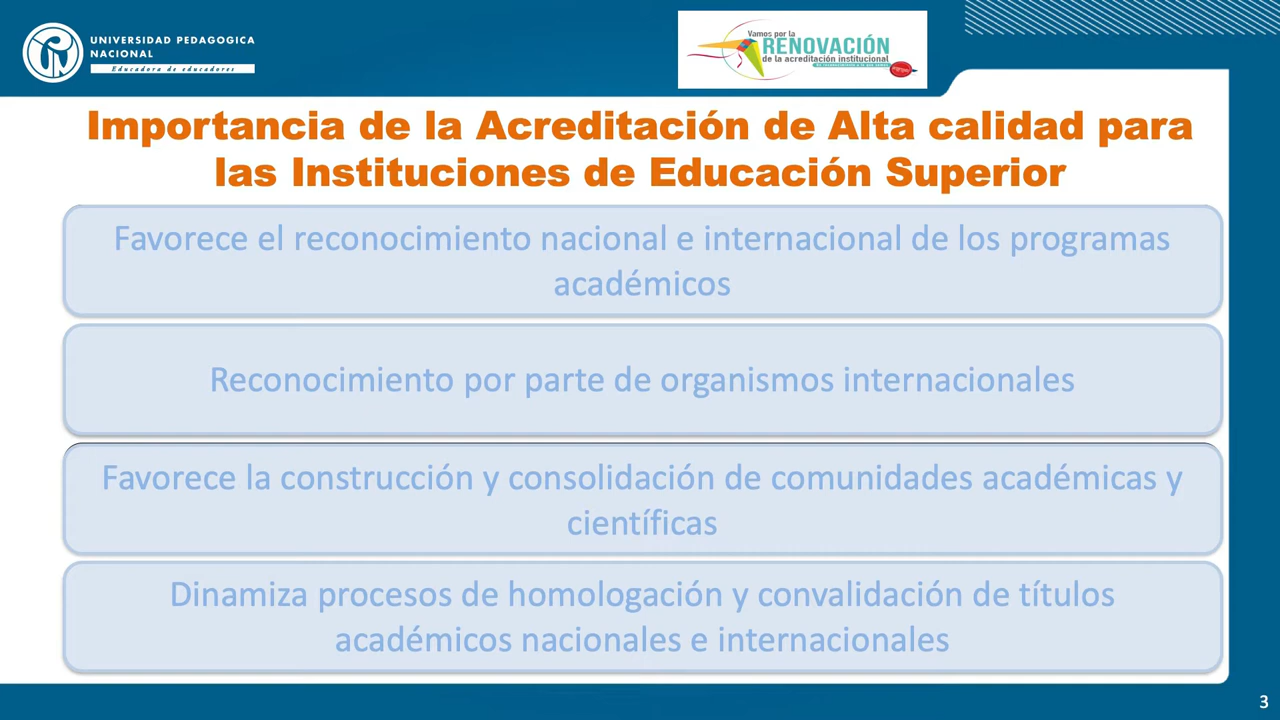 UNIVERSIDAD PEDAGOGICA
NACIONAL
Educadora de educadores
Vamos por la
RENOVACIÓN
de la acreditación institucional
Importancia de la Acreditación de Alta calidad para
las Instituciones de Educación Superior
Favorece el reconocimiento nacional e internacional de los programas
académicos
Reconocimiento por parte de organismos internacionales
Favorece la construcción y consolidación de comunidades académicas y
científicas
Dinamiza procesos de homologación y convalidación de títulos
académicos nacionales e internacionales
3